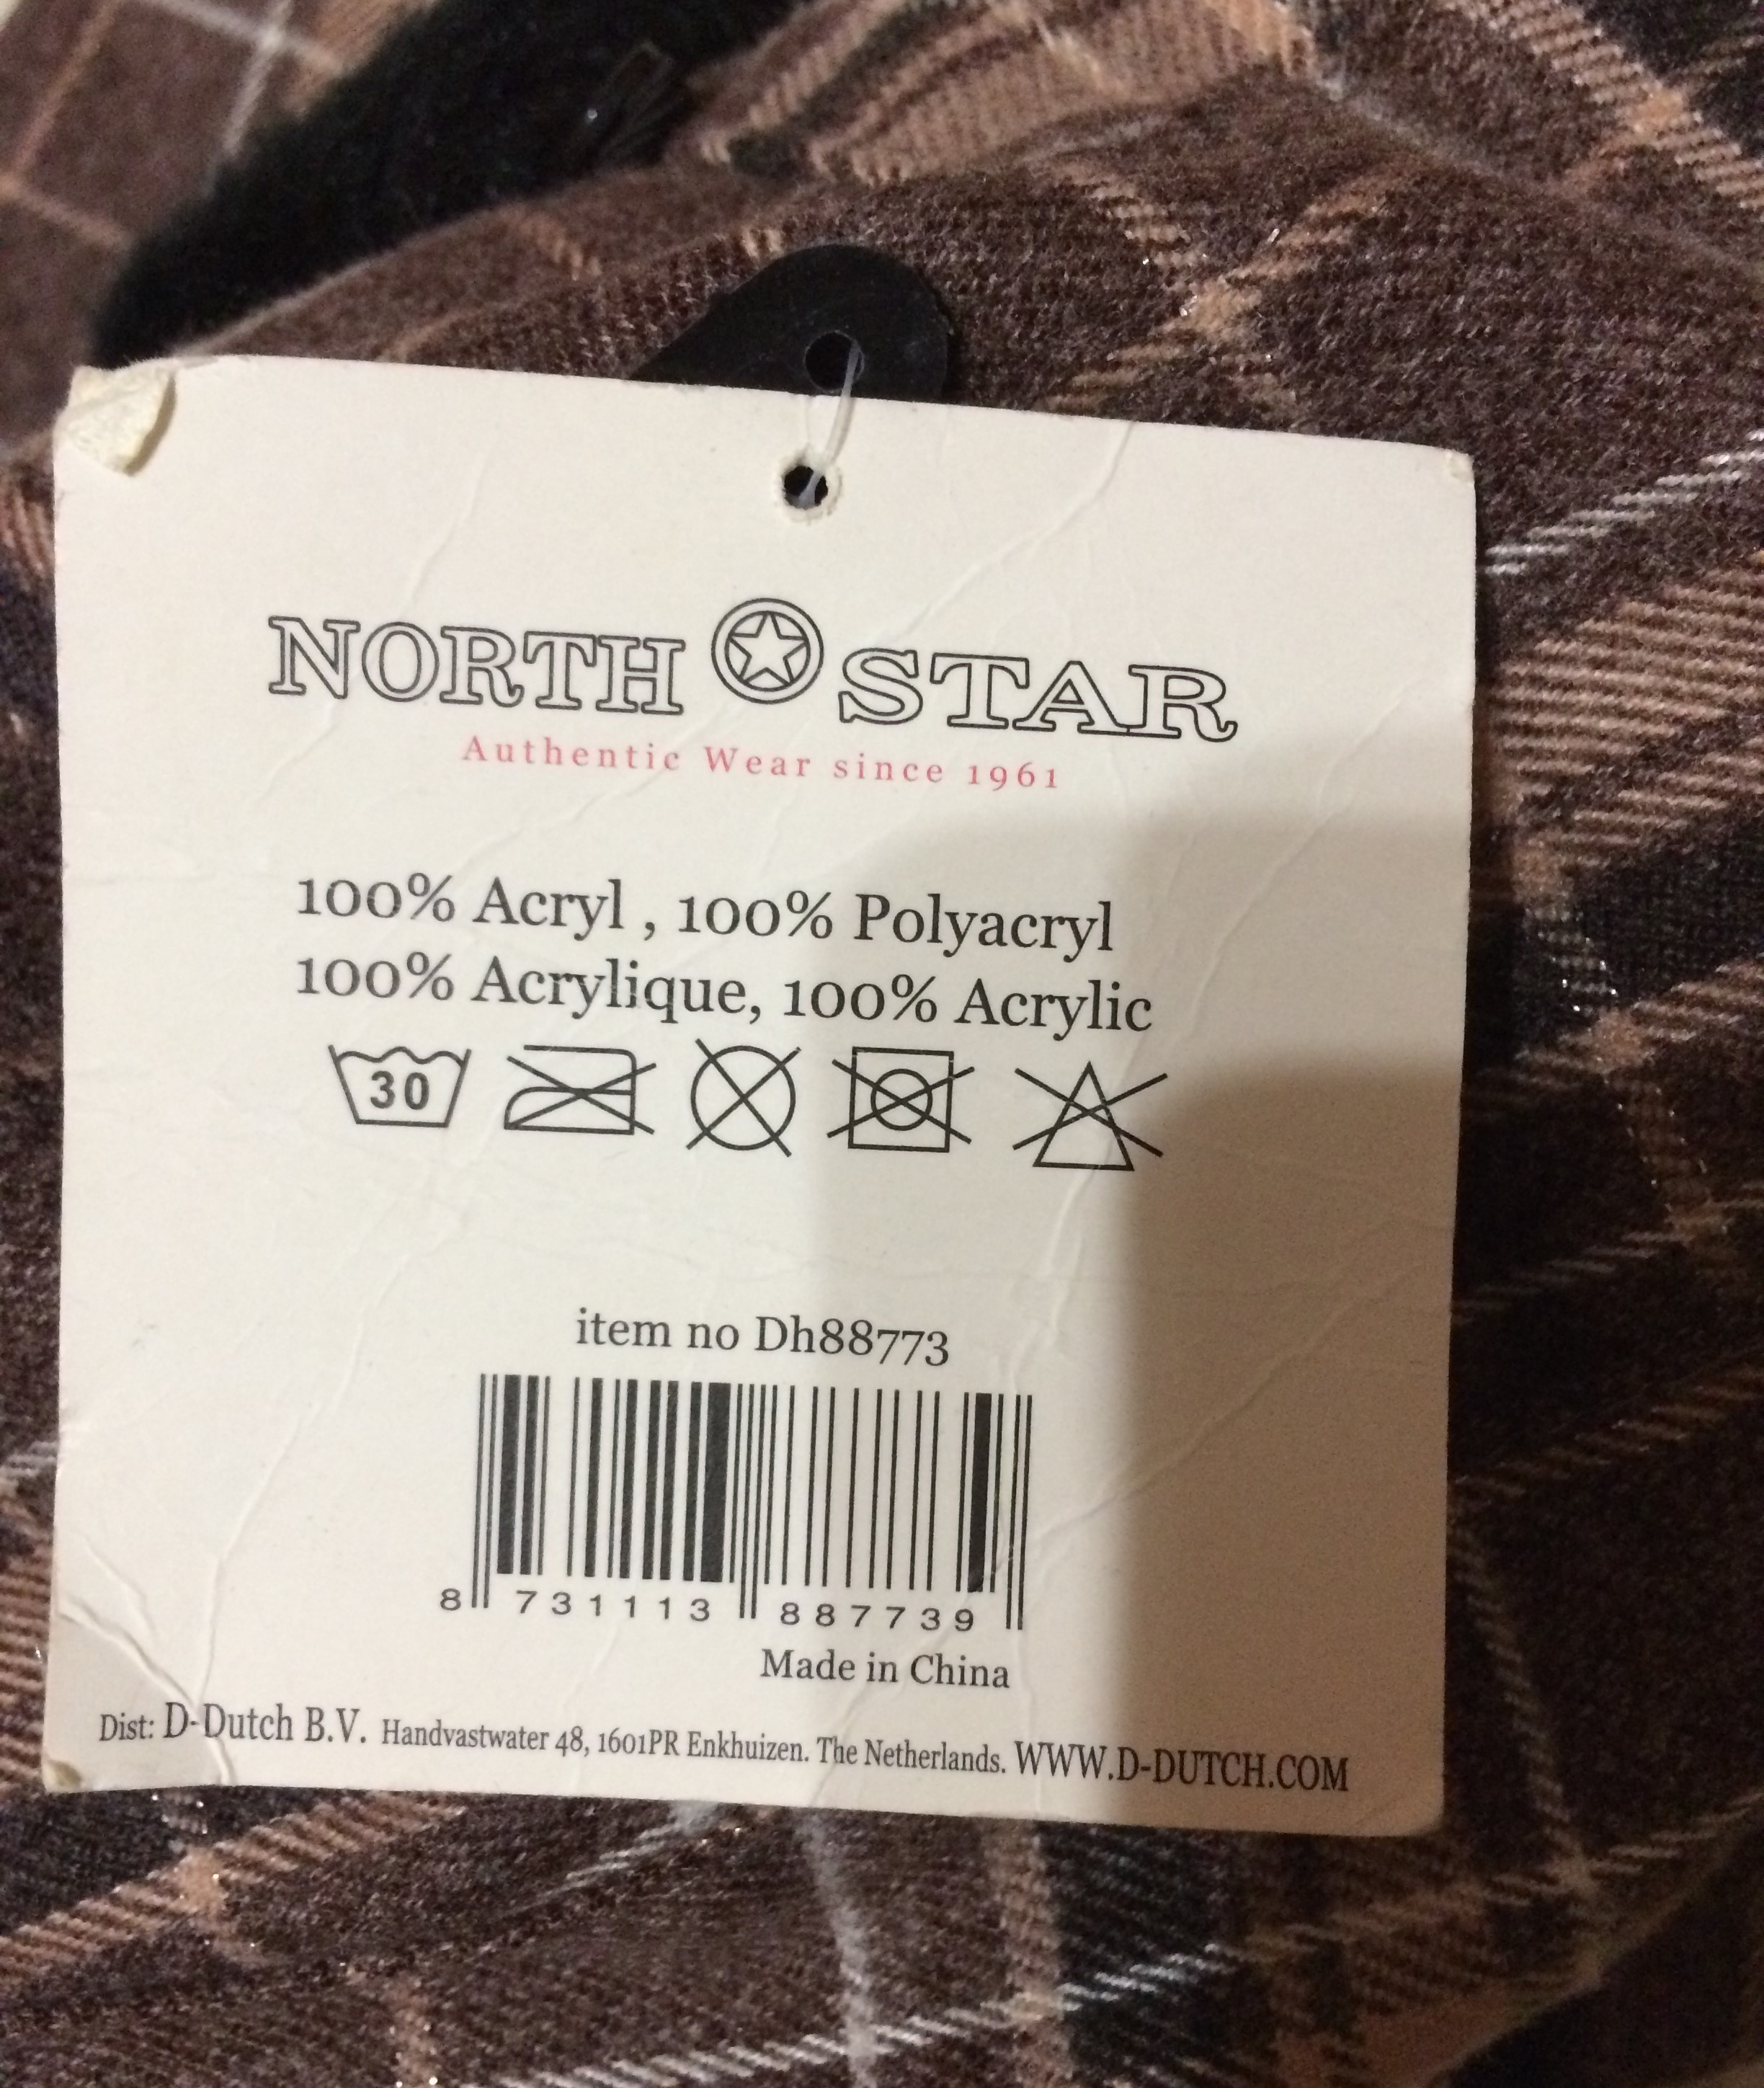 NORTH STAR
Authentic Wear since 1961
100% Acryl , 100% Polyacryl
100% Acrylique, 100% Acrylic
30
item no Dh88773
8 731113 887739
Made in China
Dist: D-Dutch B.V. Handvastwater 48, 1601PR Enkhuizen. The Netherlands. WWW.D-DUTCH.COM